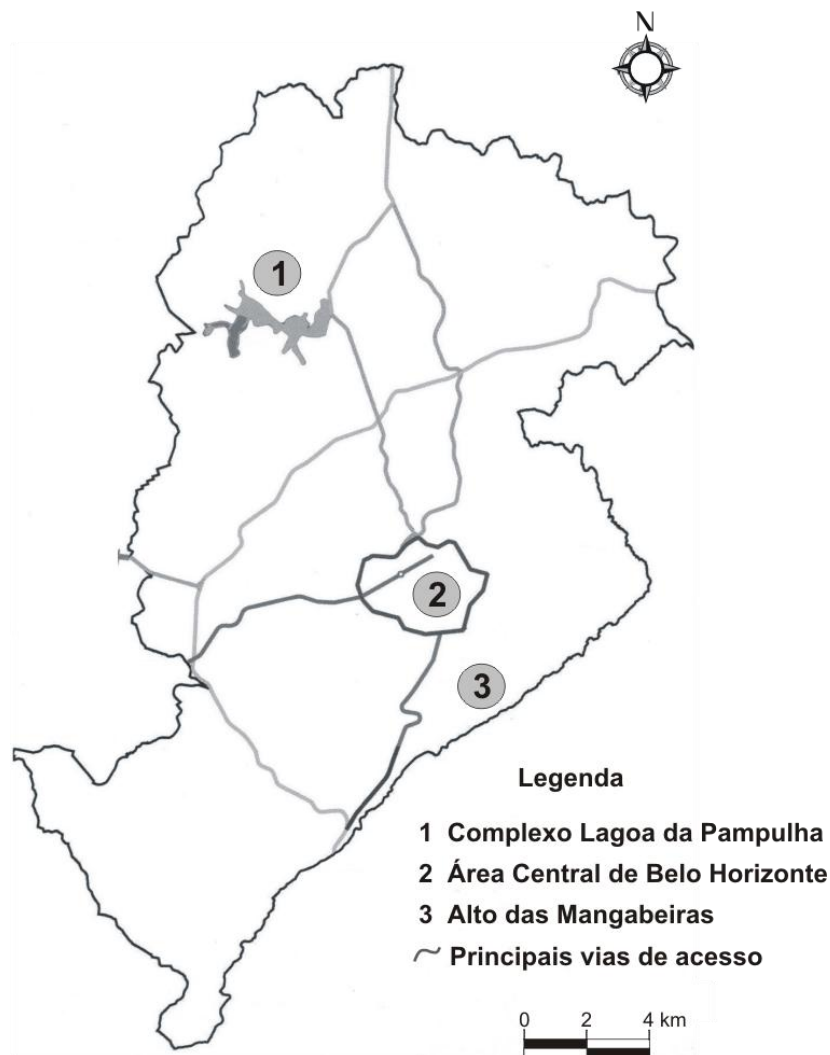 N
1
2
3
Legenda
1 Complexo Lagoa da Pampulha
2 Área Central de Belo Horizonte
3 Alto das Mangabeiras
Principais vias de acesso
0 2 4 km